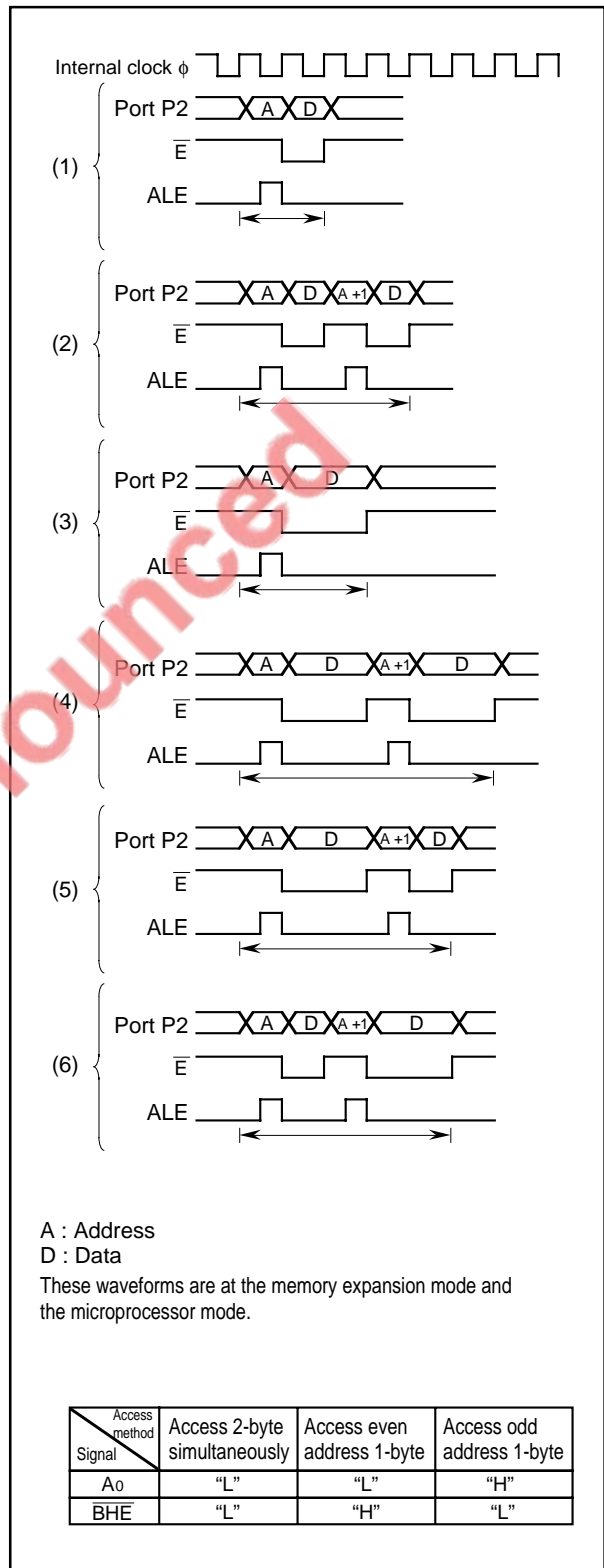 Internal clock ϕ
Port P2 A D
E̅
(1)
ALE
Port P2 A D A +1 D
(2) E̅
ALE
Port P2 A D
(3) E̅
ALE
Port P2 A D A +1 D
(4) E̅
ALE
Port P2 A D A +1 D
(5) E̅
ALE
Port P2 A D A +1 D
(6) E̅
ALE
ounced
A : Address
D : Data
These waveforms are at the memory expansion mode and
the microprocessor mode.
Access method Signal Access 2-byte simultaneously Access even address 1-byte Access odd address 1-byte
A0 “L” “L” “H”
B̅H̅E̅ “L” “H” “L”